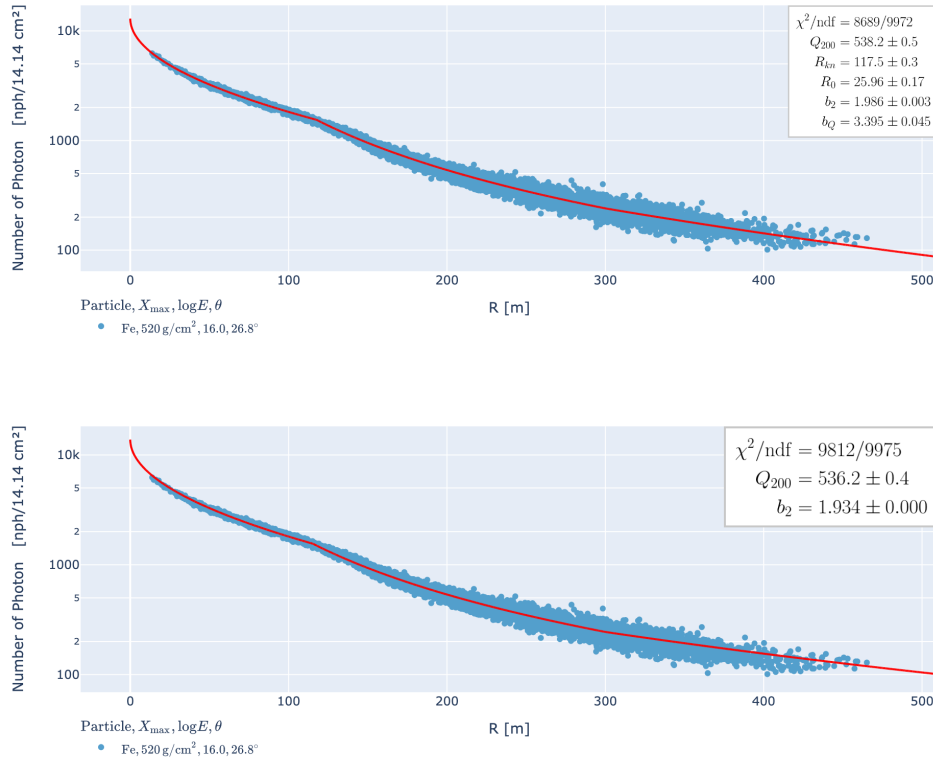 Number of Photon [nph/14.14 cm²]
10k
5
2
1000
5
2
100
0
100
200
300
400
500
R [m]
χ²/ndf = 8689/9972
Q₂₀₀ = 538.2 ± 0.5
Rₖₙ = 117.5 ± 0.3
R₀ = 25.96 ± 0.17
b₂ = 1.986 ± 0.003
b_Q = 3.395 ± 0.045
Particle, Xₘₐₓ, logE, θ
Fe, 520 g/cm², 16.0, 26.8°
Number of Photon [nph/14.14 cm²]
10k
5
2
1000
5
2
100
0
100
200
300
400
500
R [m]
χ²/ndf = 9812/9975
Q₂₀₀ = 536.2 ± 0.4
b₂ = 1.934 ± 0.000
Particle, Xₘₐₓ, logE, θ
Fe, 520 g/cm², 16.0, 26.8°